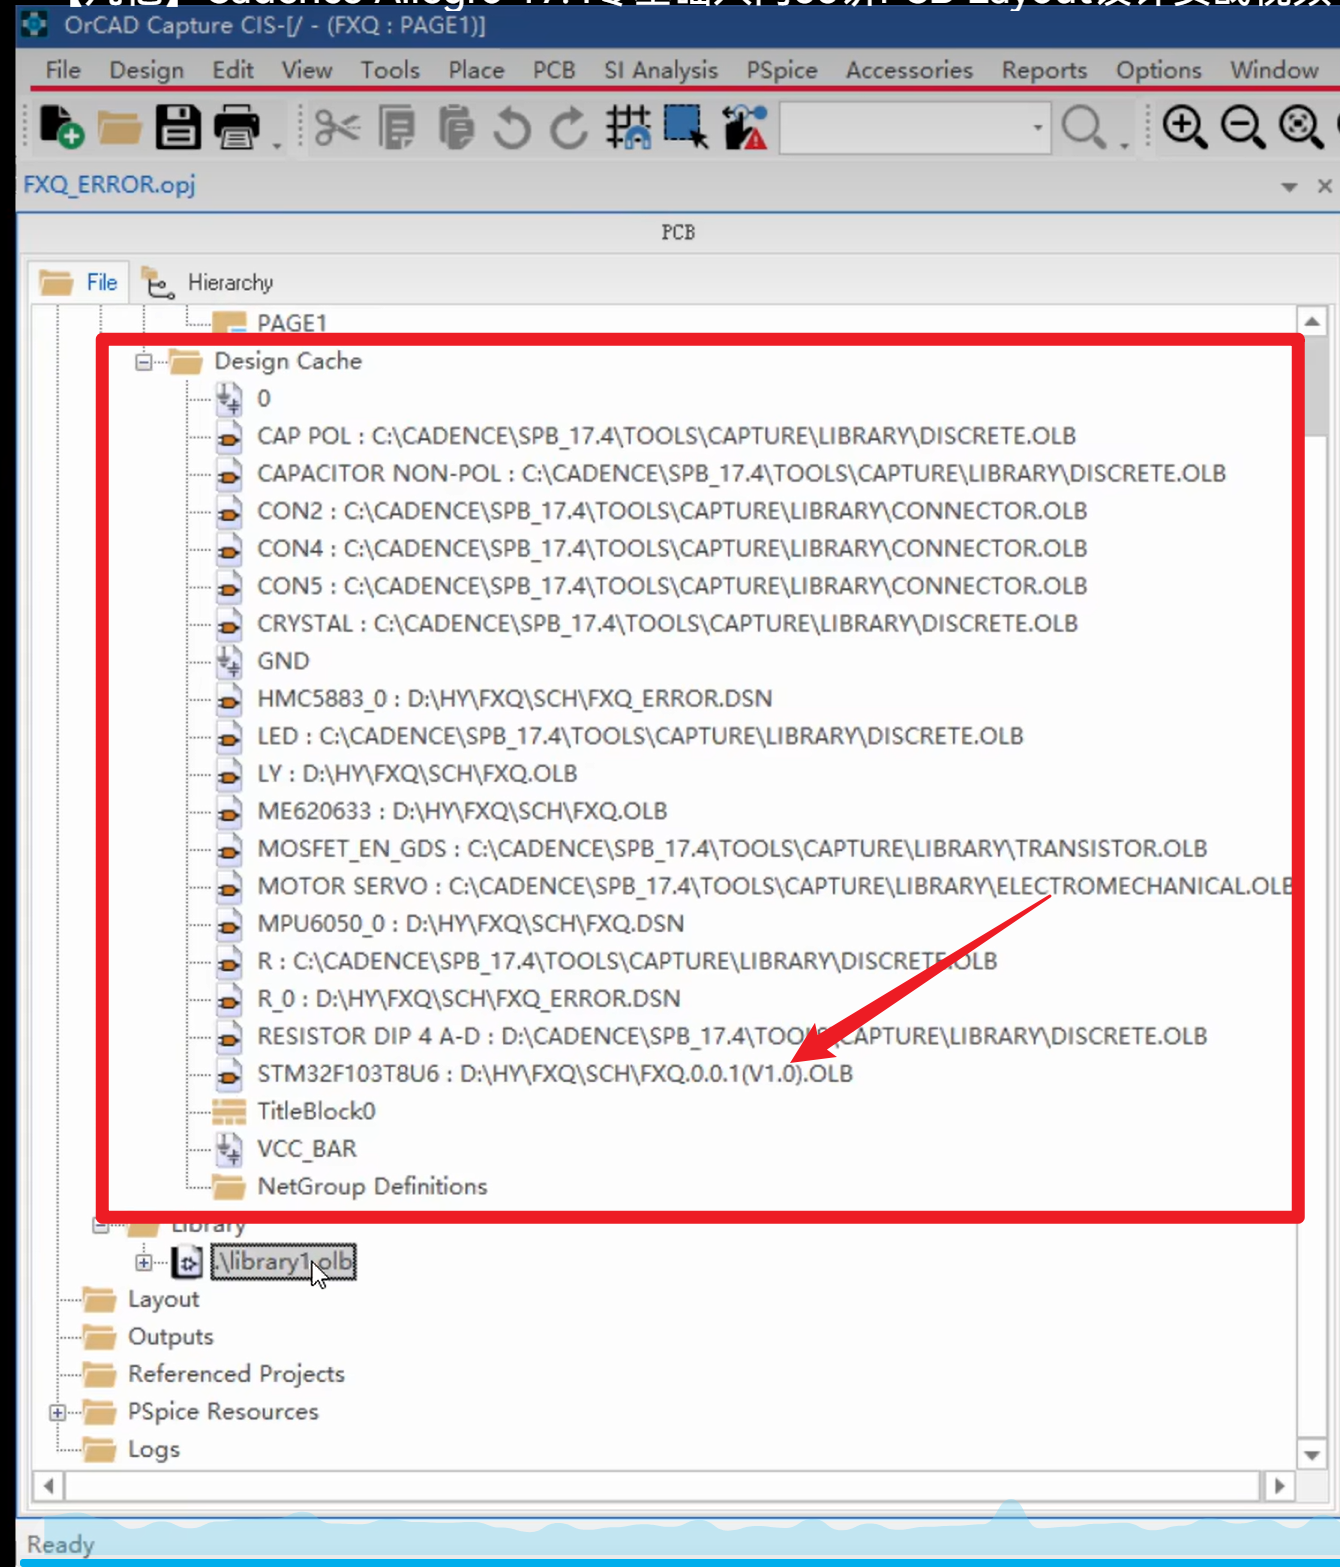 Cadence Allegro 17.4
OrCAD Capture CIS-[/ - (FXQ : PAGE1)]
File Design Edit View Tools Place PCB SI Analysis PSpice Accessories Reports Options Window
FXQ_ERROR.opj
PCB
File Hierarchy
PAGE1
Design Cache
0
CAP POL : C:\CADENCE\SPB_17.4\TOOLS\CAPTURE\LIBRARY\DISCRETE.OLB
CAPACITOR NON-POL : C:\CADENCE\SPB_17.4\TOOLS\CAPTURE\LIBRARY\DISCRETE.OLB
CON2 : C:\CADENCE\SPB_17.4\TOOLS\CAPTURE\LIBRARY\CONNECTOR.OLB
CON4 : C:\CADENCE\SPB_17.4\TOOLS\CAPTURE\LIBRARY\CONNECTOR.OLB
CON5 : C:\CADENCE\SPB_17.4\TOOLS\CAPTURE\LIBRARY\CONNECTOR.OLB
CRYSTAL : C:\CADENCE\SPB_17.4\TOOLS\CAPTURE\LIBRARY\DISCRETE.OLB
GND
HMC5883_0 : D:\HY\FXQ\SCH\FXQ_ERROR.DSN
LED : C:\CADENCE\SPB_17.4\TOOLS\CAPTURE\LIBRARY\DISCRETE.OLB
LY : D:\HY\FXQ\SCH\FXQ.OLB
ME620633 : D:\HY\FXQ\SCH\FXQ.OLB
MOSFET_EN_GDS : C:\CADENCE\SPB_17.4\TOOLS\CAPTURE\LIBRARY\TRANSISTOR.OLB
MOTOR SERVO : C:\CADENCE\SPB_17.4\TOOLS\CAPTURE\LIBRARY\ELECTROMECHANICAL.OLB
MPU6050_0 : D:\HY\FXQ\SCH\FXQ.DSN
R : C:\CADENCE\SPB_17.4\TOOLS\CAPTURE\LIBRARY\DISCRETE.OLB
R_0 : D:\HY\FXQ\SCH\FXQ_ERROR.DSN
RESISTOR DIP 4 A-D : D:\CADENCE\SPB_17.4\TOOLS\CAPTURE\LIBRARY\DISCRETE.OLB
STM32F103T8U6 : D:\HY\FXQ\SCH\FXQ.0.0.1(V1.0).OLB
TitleBlock0
VCC_BAR
NetGroup Definitions
Library
.\library1.olb
Layout
Outputs
Referenced Projects
PSpice Resources
Logs
Ready